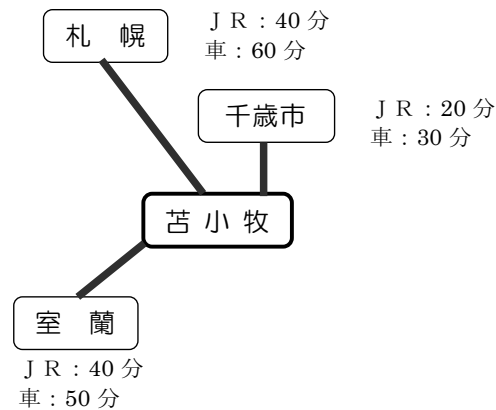 札　幌
ＪＲ：40 分
車：60 分
千歳市
ＪＲ：20 分
車：30 分
苫 小 牧
室　蘭
ＪＲ：40 分
車：50 分